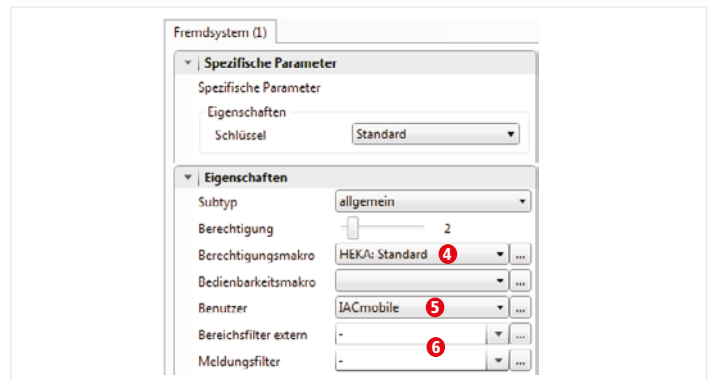 Fremdsystem (1)
Spezifische Parameter
Spezifische Parameter
Eigenschaften
Schlüssel Standard
Eigenschaften
Subtyp allgemein
Berechtigung 2
Berechtigungsmakro HEKA: Standard 4 ...
Bedienbarkeitsmakro ...
Benutzer IACmobile 5 ...
Bereichsfilter extern - ...
6
Meldungsfilter - ...